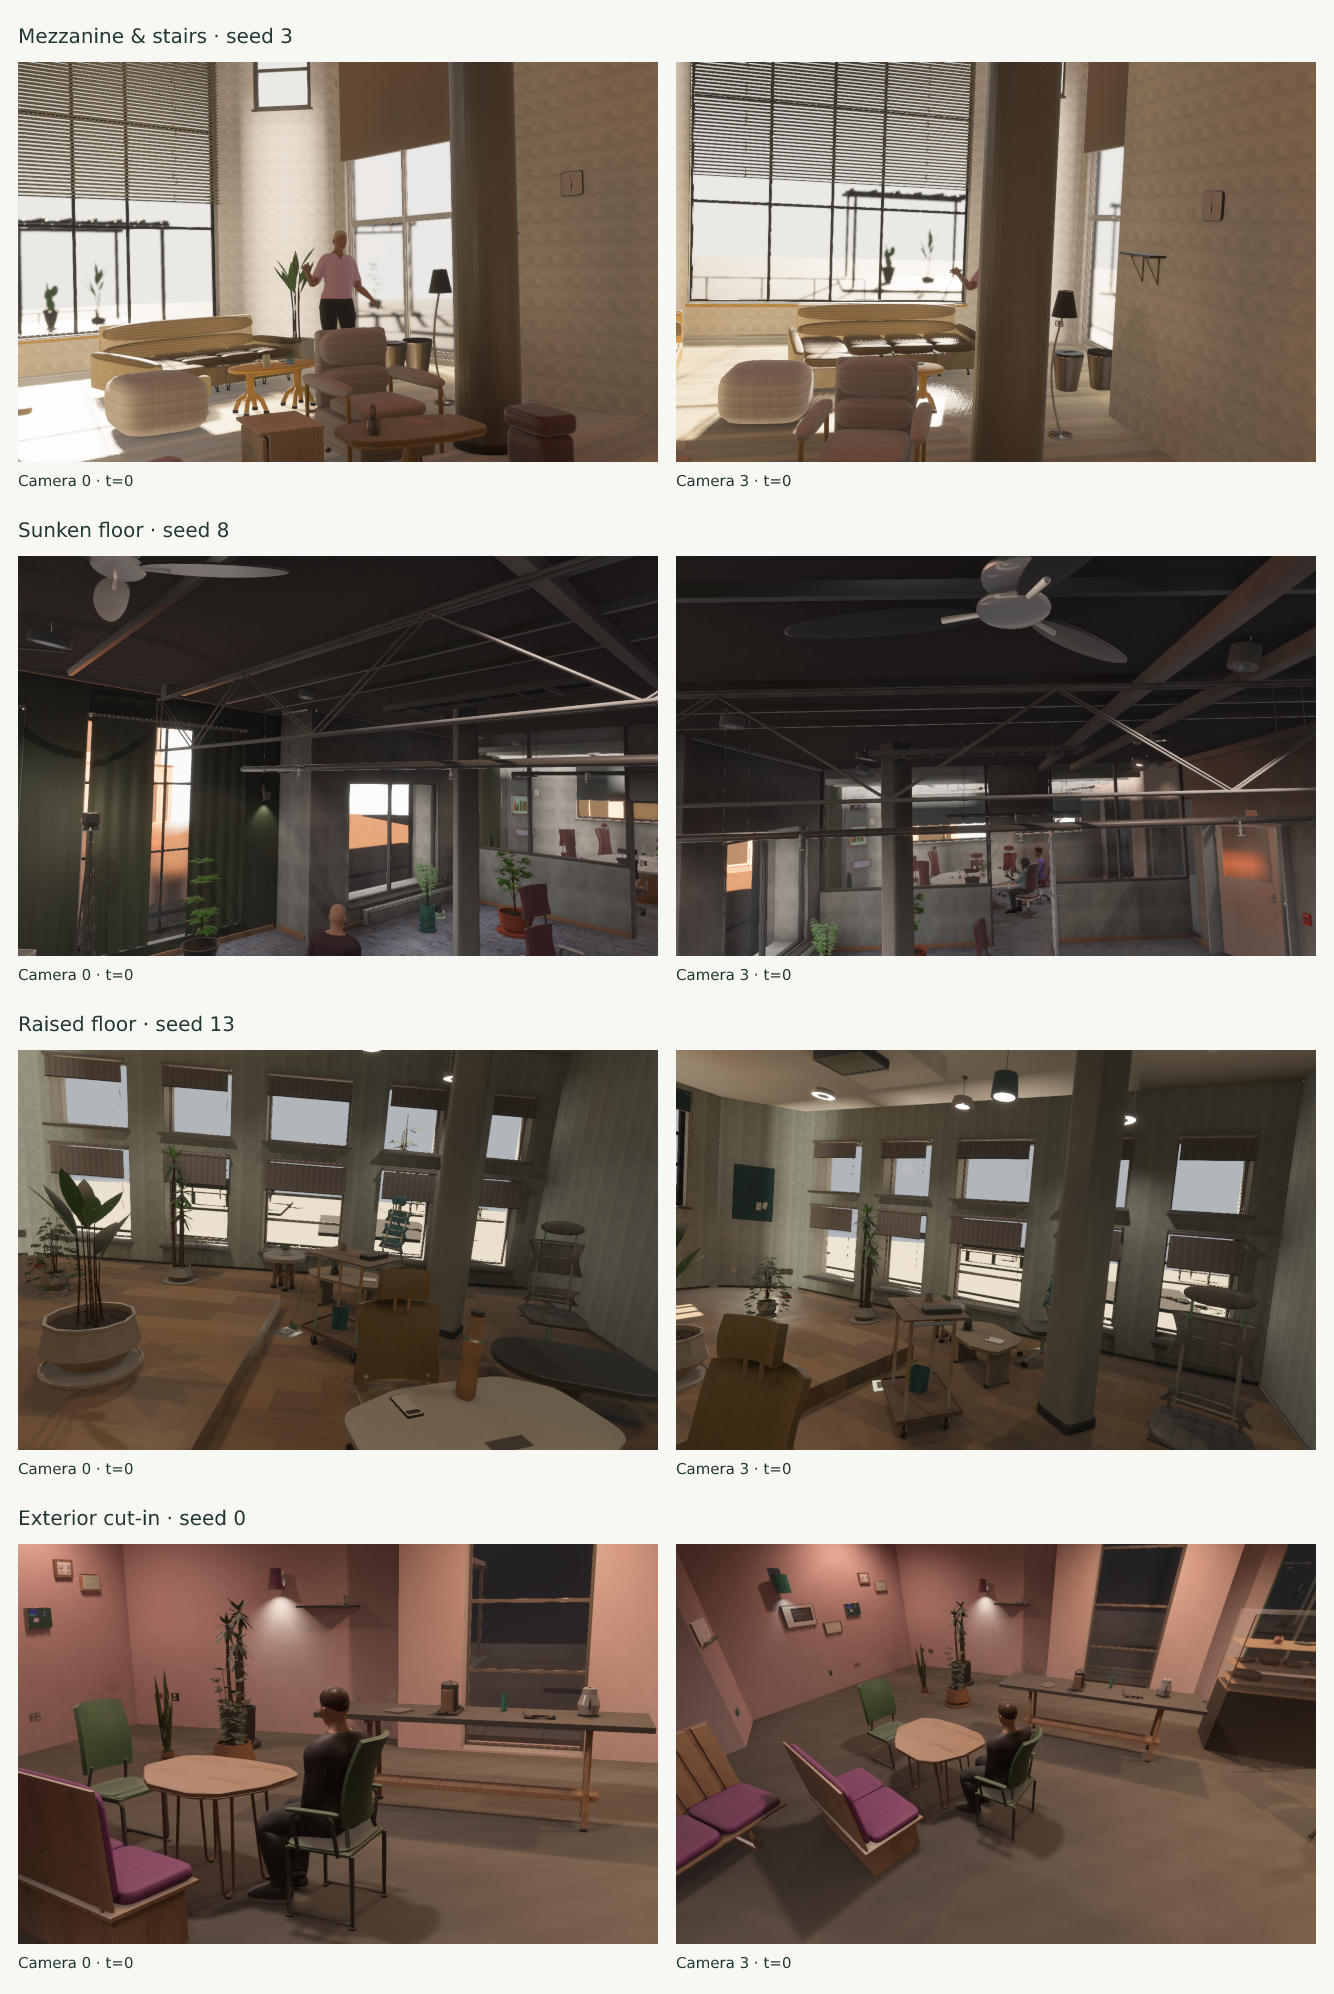 Mezzanine & stairs · seed 3
Camera 0 · t=0
Camera 3 · t=0
Sunken floor · seed 8
Camera 0 · t=0
Camera 3 · t=0
Raised floor · seed 13
Camera 0 · t=0
Camera 3 · t=0
Exterior cut-in · seed 0
Camera 0 · t=0
Camera 3 · t=0